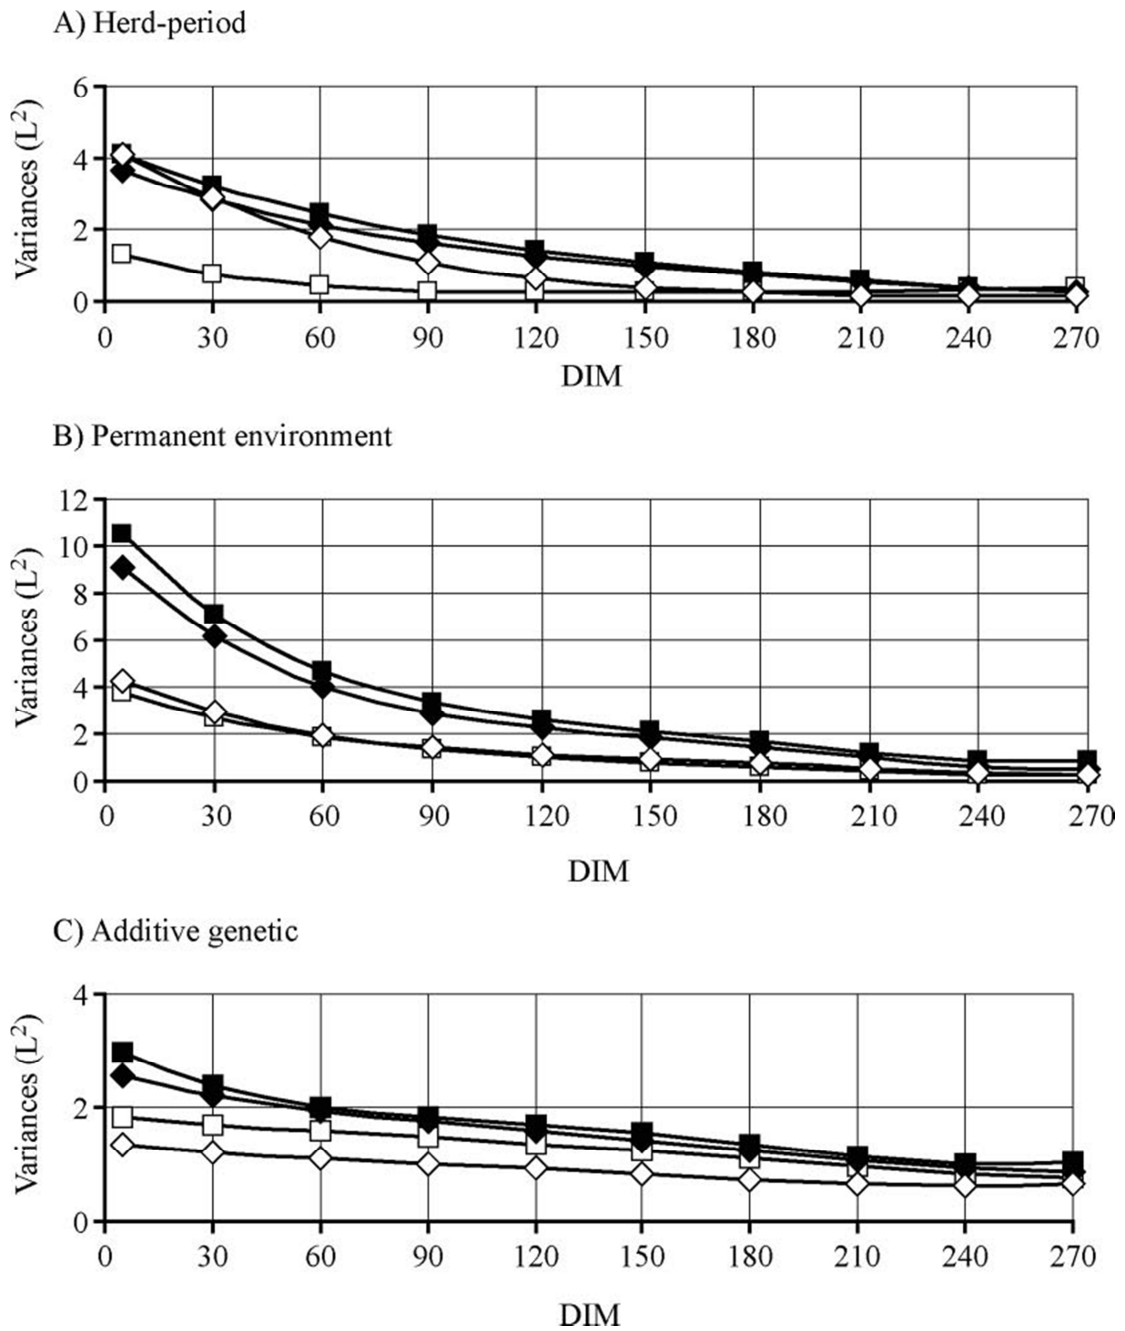 A) Herd-period
6
4
2
0
Variances (L²)
0 30 60 90 120 150 180 210 240 270
DIM
B) Permanent environment
12
10
8
6
4
2
0
Variances (L²)
0 30 60 90 120 150 180 210 240 270
DIM
C) Additive genetic
4
2
0
Variances (L²)
0 30 60 90 120 150 180 210 240 270
DIM